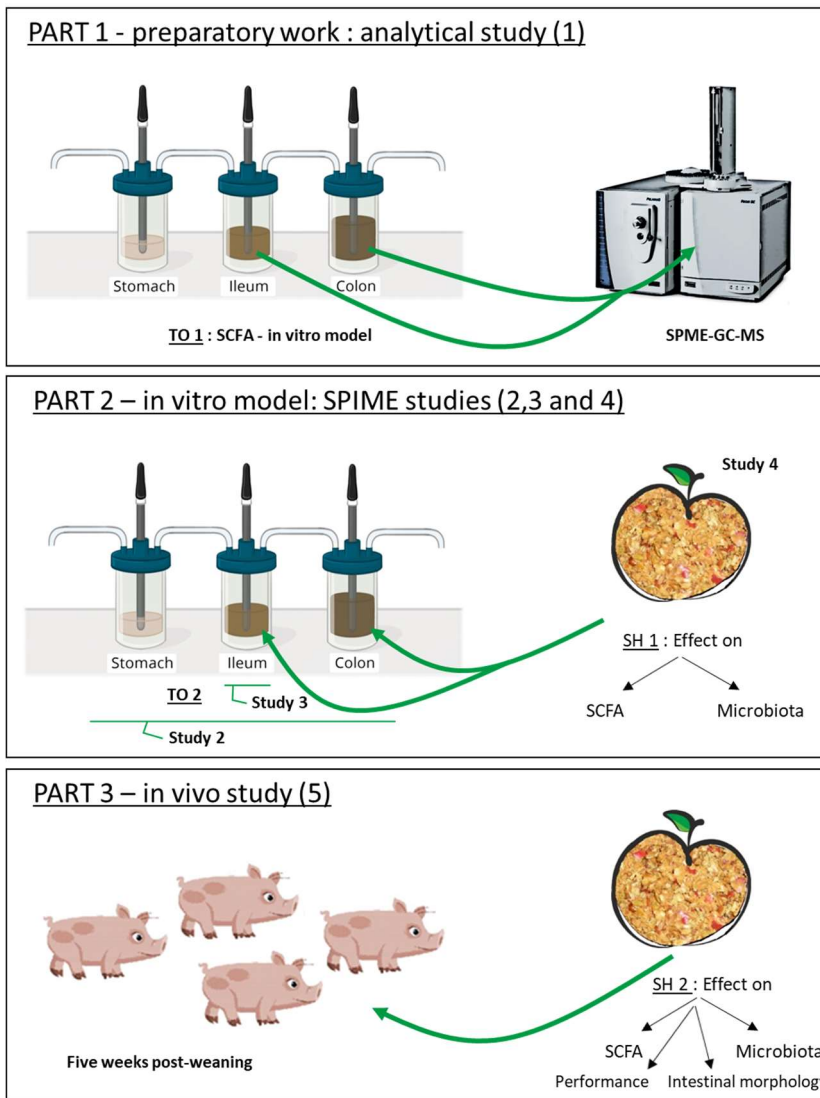 PART 1 - preparatory work : analytical study (1)
Stomach
Ileum
Colon
TO 1 : SCFA - in vitro model
SPME-GC-MS
PART 2 – in vitro model: SPIME studies (2,3 and 4)
Study 4
Stomach
Ileum
Colon
TO 2
Study 3
Study 2
SH 1 : Effect on
SCFA
Microbiota
PART 3 – in vivo study (5)
Five weeks post-weaning
SH 2 : Effect on
SCFA
Microbiota
Performance
Intestinal morphology